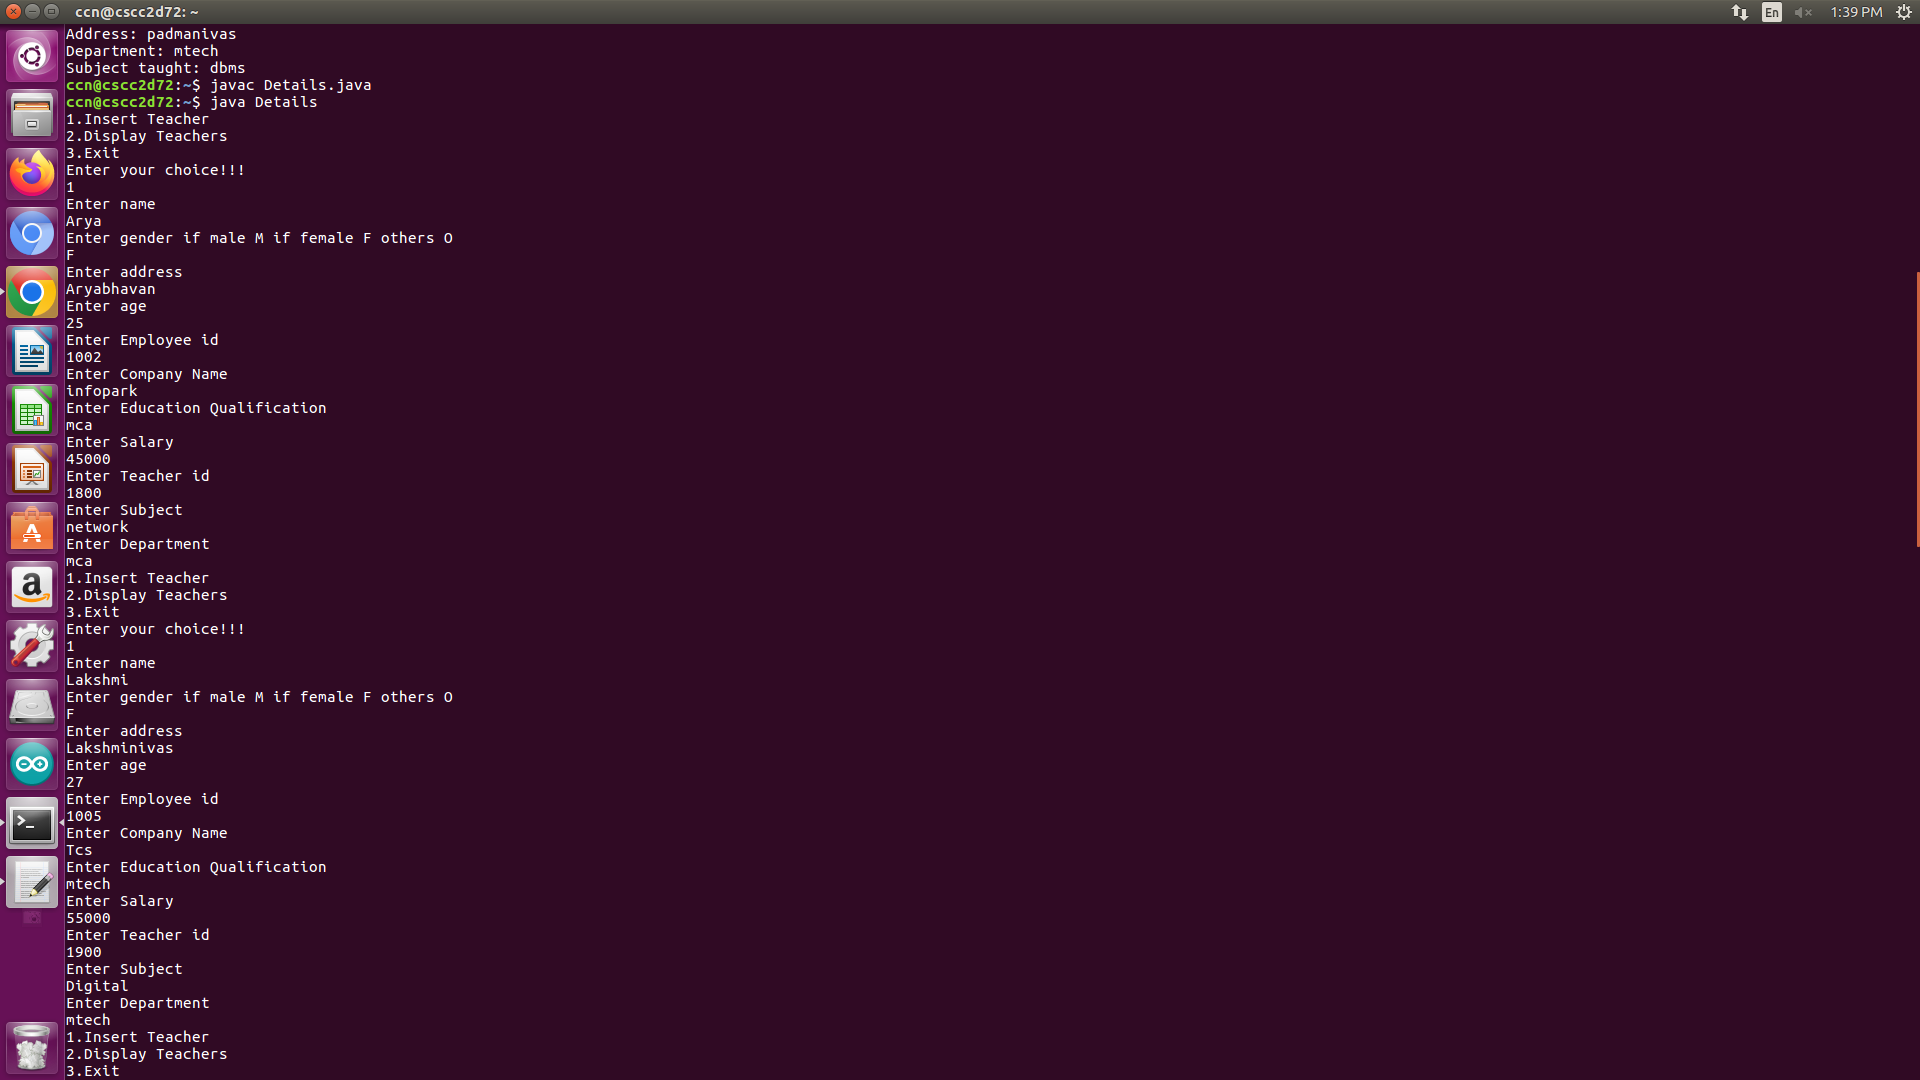 ccn@cscc2d72: ~
En
1:39 PM
Address: padmanivas
Department: mtech
Subject taught: dbms
ccn@cscc2d72:~$ javac Details.java
ccn@cscc2d72:~$ java Details
1.Insert Teacher
2.Display Teachers
3.Exit
Enter your choice!!!
1
Enter name
Arya
Enter gender if male M if female F others O
F
Enter address
Aryabhavan
Enter age
25
Enter Employee id
1002
Enter Company Name
infopark
Enter Education Qualification
mca
Enter Salary
45000
Enter Teacher id
1800
Enter Subject
network
Enter Department
mca
1.Insert Teacher
2.Display Teachers
3.Exit
Enter your choice!!!
1
Enter name
Lakshmi
Enter gender if male M if female F others O
F
Enter address
Lakshminivas
Enter age
27
Enter Employee id
1005
Enter Company Name
Tcs
Enter Education Qualification
mtech
Enter Salary
55000
Enter Teacher id
1900
Enter Subject
Digital
Enter Department
mtech
1.Insert Teacher
2.Display Teachers
3.Exit